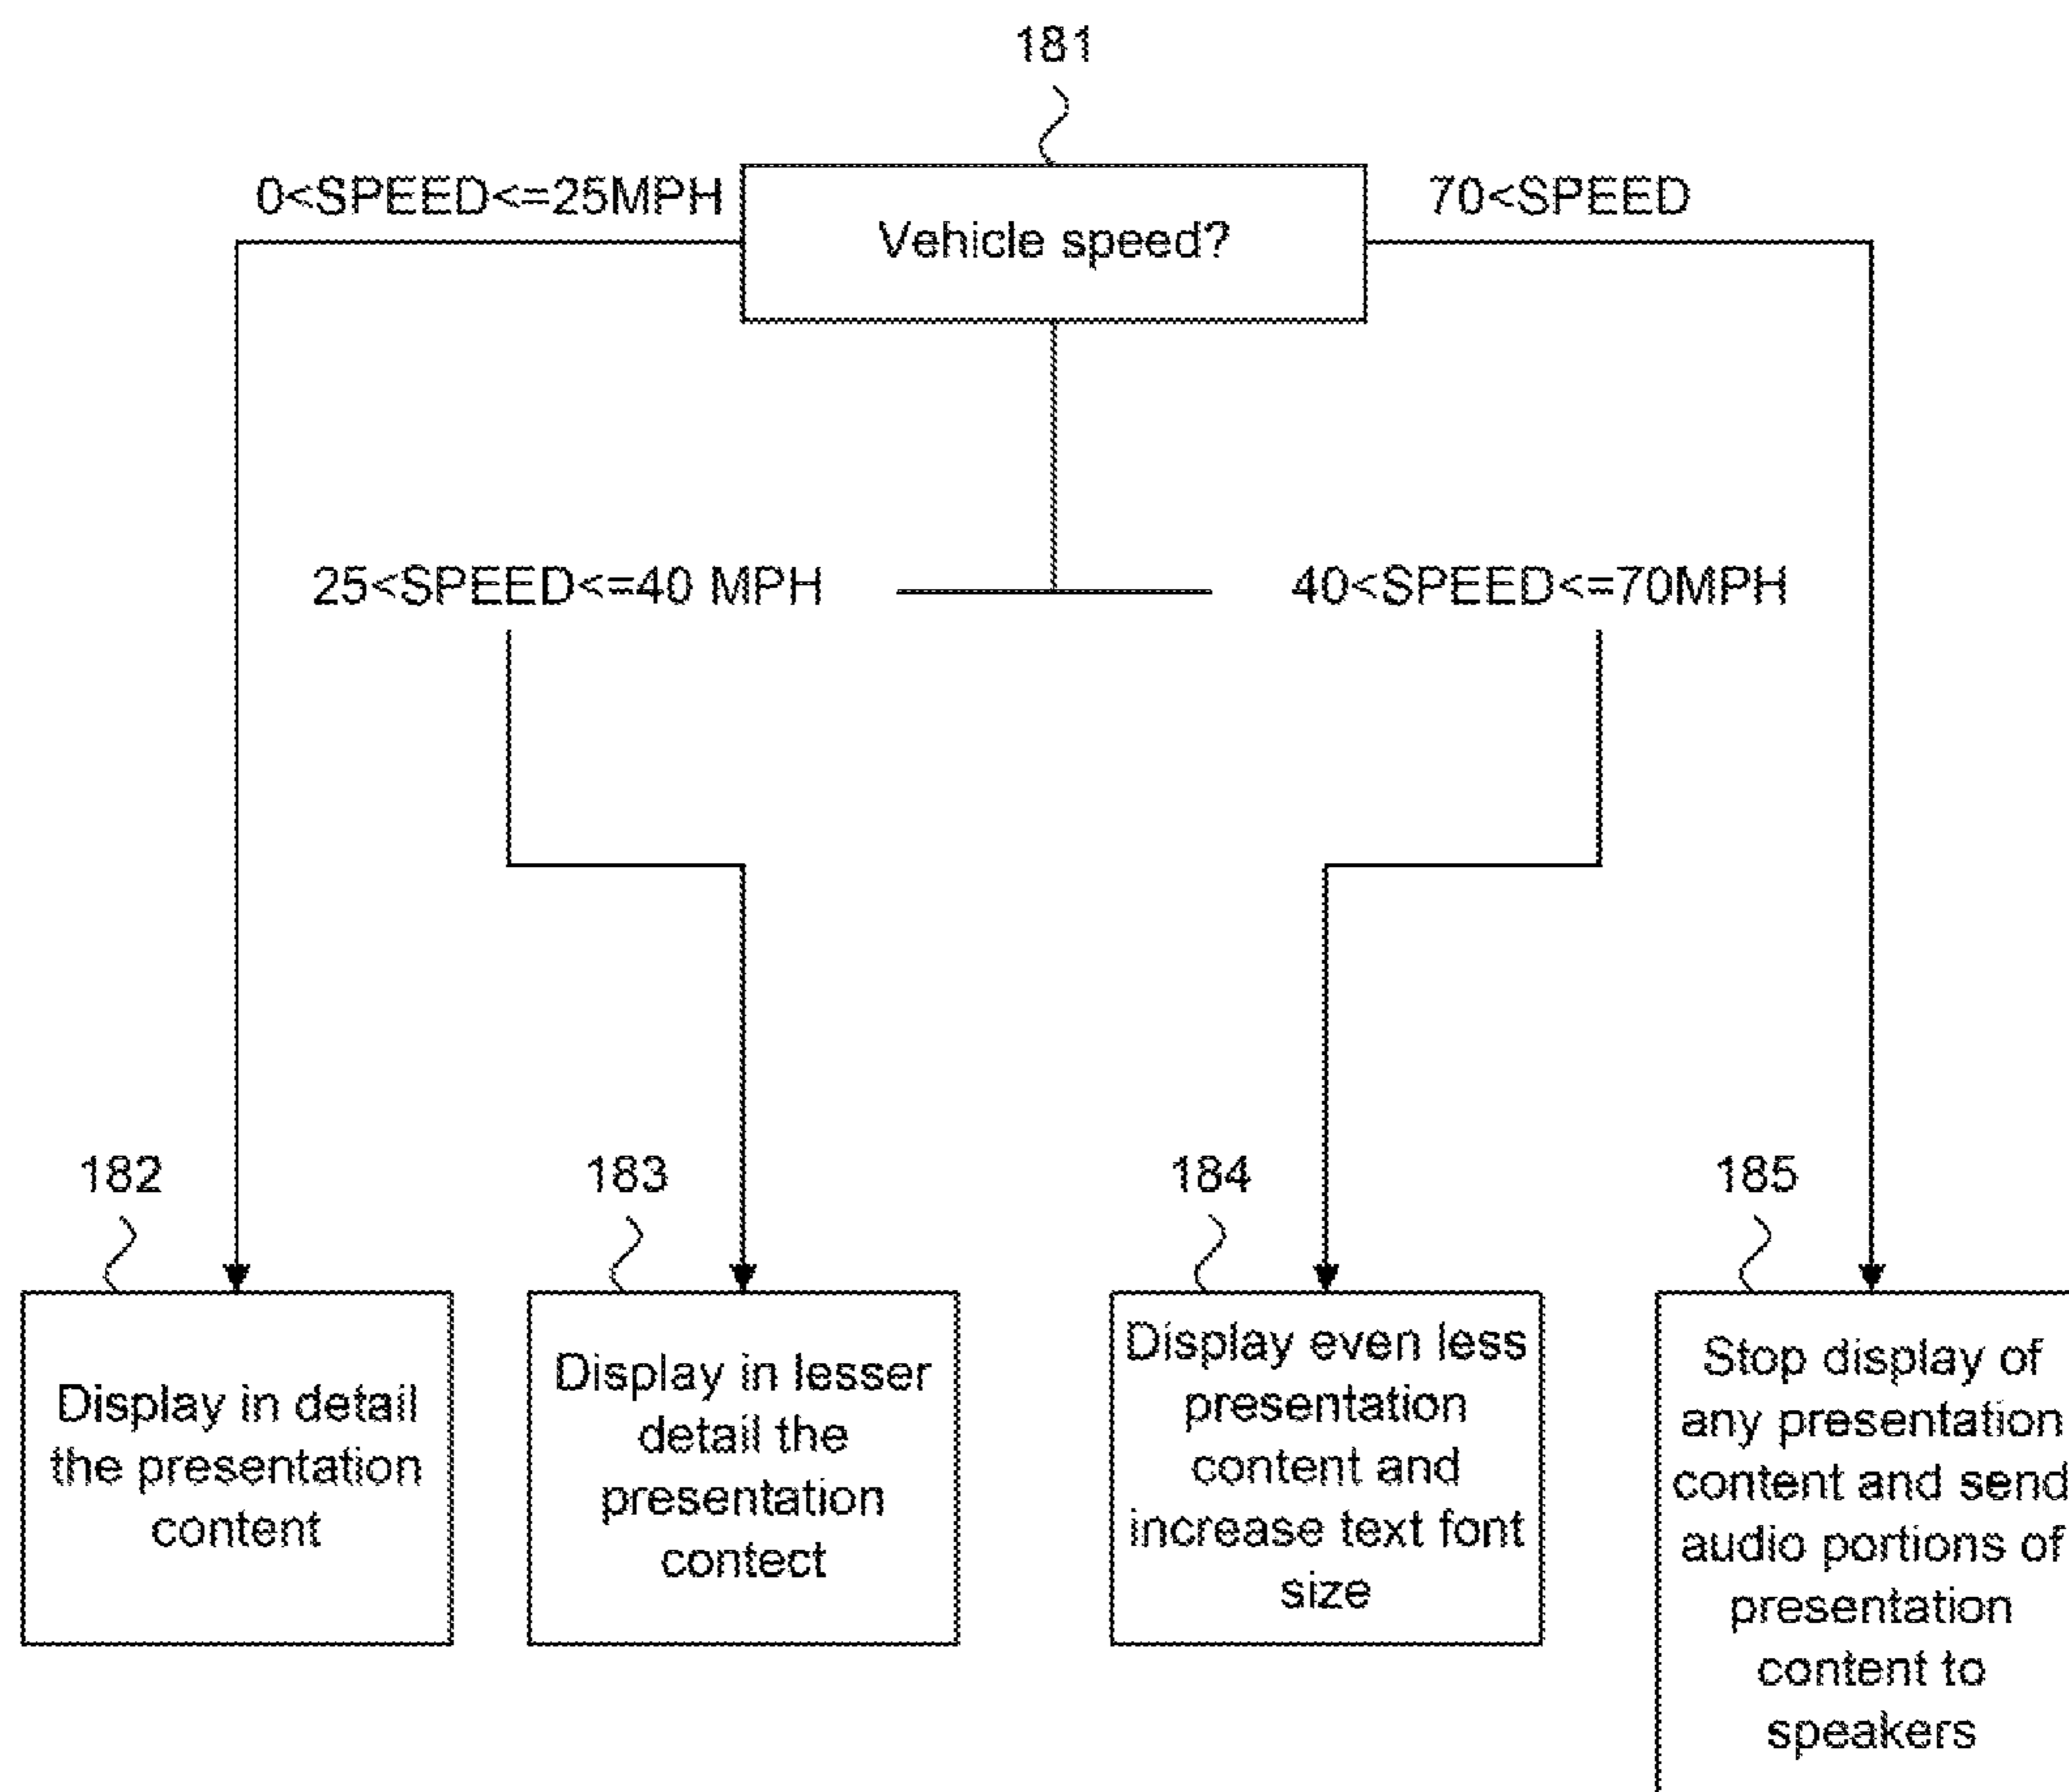 181
0<SPEED<=25MPH
70<SPEED
Vehicle speed?
25<SPEED<=40 MPH
40<SPEED<=70MPH
182
183
184
185
Display in detail
the presentation
content
Display in lesser
detail the
presentation
contect
Display even less
presentation
content and
increase text font
size
Stop display of
any presentation
content and send
audio portions of
presentation
content to
speakers